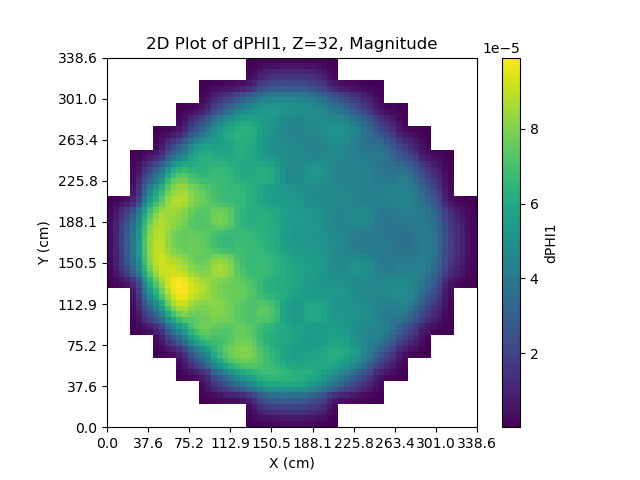 2D Plot of dPHI1, Z=32, Magnitude
1e−5
338.6
301.0
263.4
225.8
188.1
150.5
112.9
75.2
37.6
0.0
Y (cm)
0.0 37.6 75.2 112.9 150.5 188.1 225.8 263.4 301.0 338.6
X (cm)
8
6
4
2
dPHI1